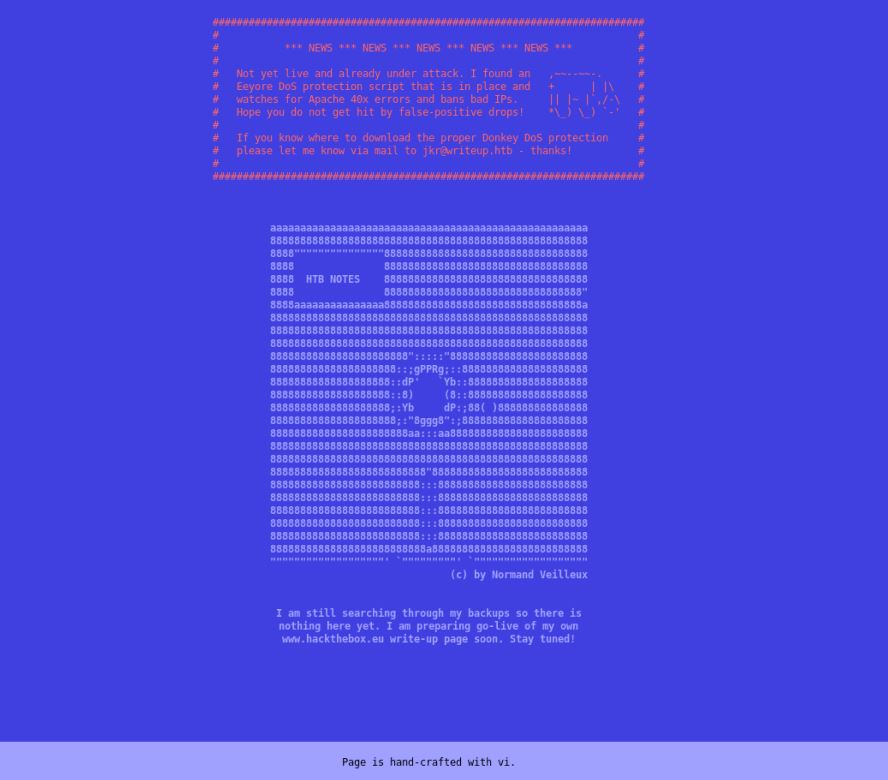 ########################################################################
#                                                                      #
#           *** NEWS *** NEWS *** NEWS *** NEWS *** NEWS ***           #
#                                                                      #
#   Not yet live and already under attack. I found an   ,~~--~~-.      #
#   Eeyore DoS protection script that is in place and   +      | |\    #
#   watches for Apache 40x errors and bans bad IPs.     || |~ |`,/-\   #
#   Hope you do not get hit by false-positive drops!    *\_) \_) `-'   #
#                                                                      #
#   If you know where to download the proper Donkey DoS protection     #
#   please let me know via mail to jkr@writeup.htb - thanks!           #
#                                                                      #
########################################################################
HTB NOTES
(c) by Normand Veilleux
I am still searching through my backups so there is
nothing here yet. I am preparing go-live of my own
www.hackthebox.eu write-up page soon. Stay tuned!
Page is hand-crafted with vi.